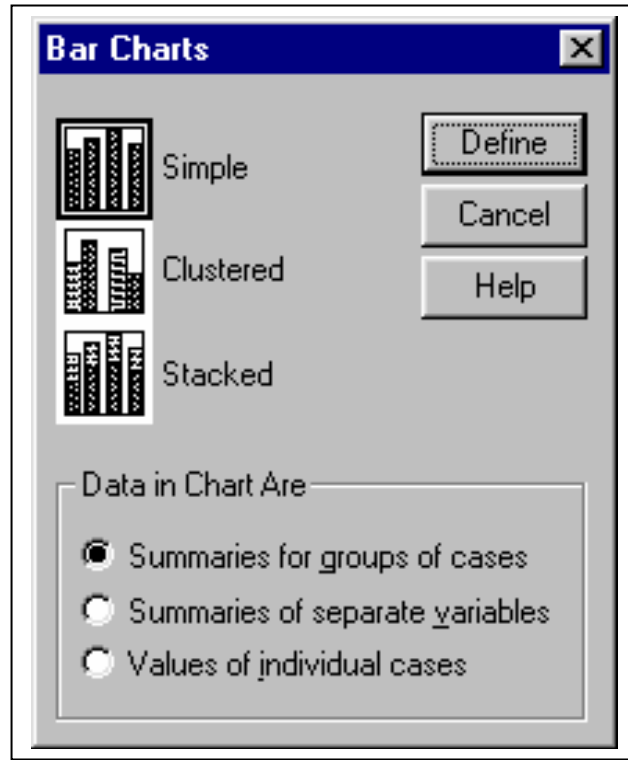 Bar Charts
Simple
Define
Cancel
Clustered
Help
Stacked
Data in Chart Are
Summaries for groups of cases
Summaries of separate variables
Values of individual cases